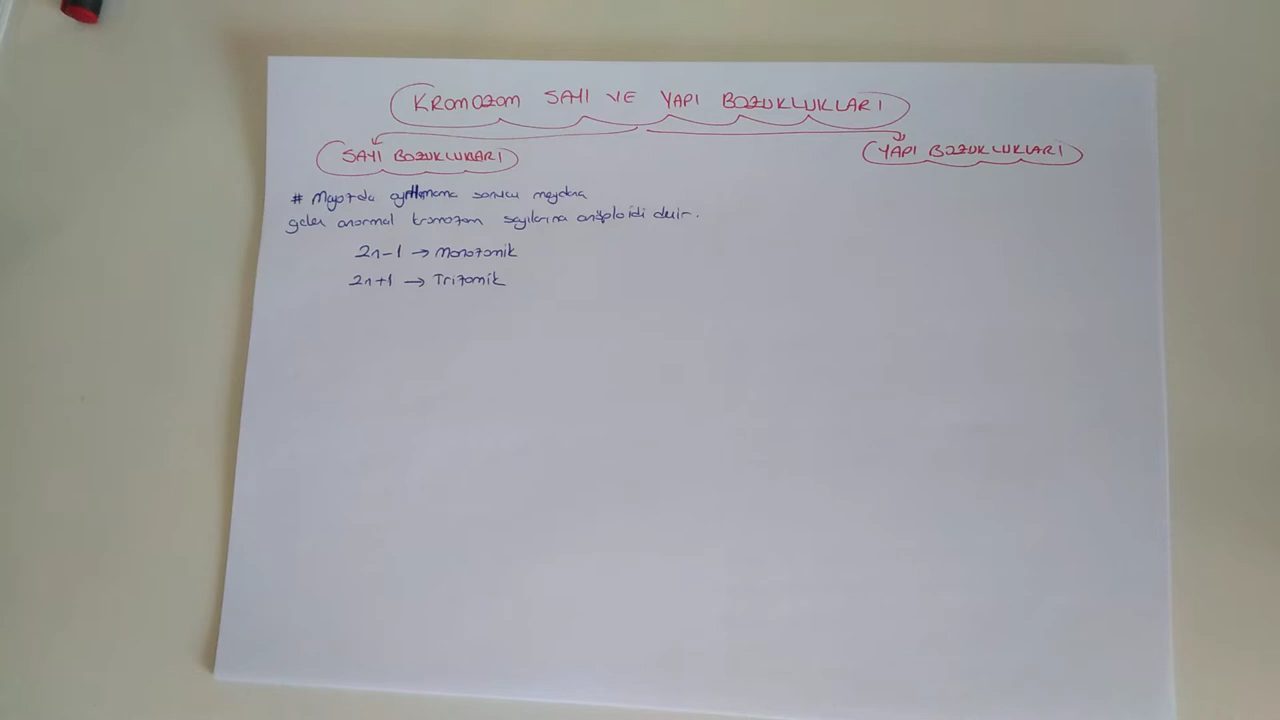 KROMOZOM SAYI VE YAPI BOZUKLUKLARI
SAYI BOZUKLUKLARI
YAPI BOZUKLUKLARI
# Mayozda ayrılmama sonucu meydana
gelen anormal kromozom sayılarına anöploidi denir.
2n-1 → Monozomik
2n+1 → Trizomik